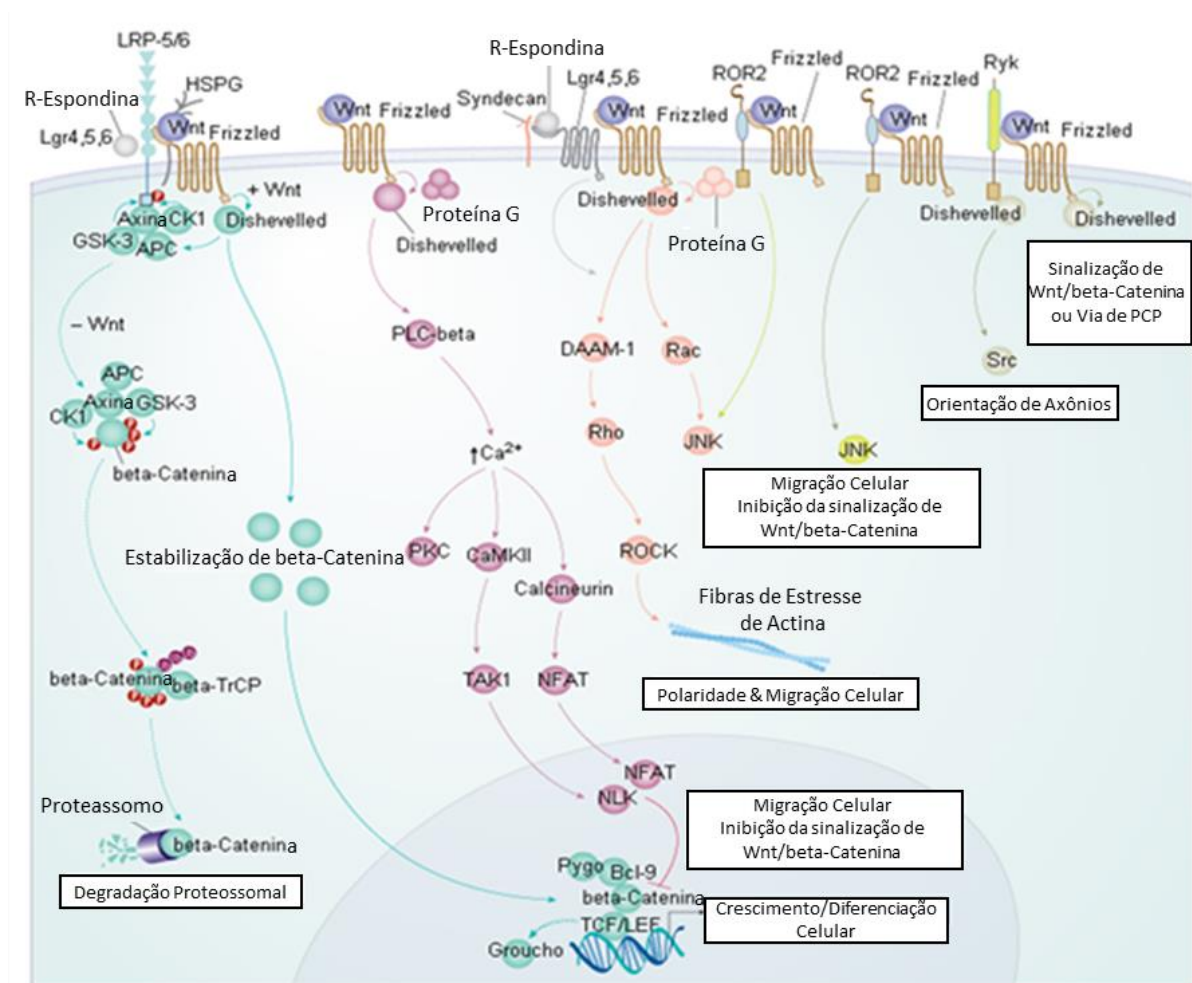 LRP-5/6
HSPG
R-Espondina
Lgr4,5,6
Wnt
Frizzled
P
+ Wnt
Axina
CK1
Dishevelled
GSK-3
APC
– Wnt
APC
Axina
GSK-3
CK1
P
P
P
P
beta-Catenina
Estabilização de beta-Catenina
beta-Catenina
beta-TrCP
P
P
P
P
Proteassomo
beta-Catenina
Degradação Proteossomal
Wnt
Frizzled
Proteína G
Dishevelled
PLC-beta
↑Ca²⁺
PKC
CaMKII
Calcineurin
TAK1
NFAT
NFAT
NLK
Migração Celular
Inibição da sinalização de
Wnt/beta-Catenina
Pygo
Bcl-9
beta-Catenina
TCF/LEF
Groucho
Crescimento/Diferenciação
Celular
R-Espondina
Syndecan
Lgr4,5,6
Wnt
Frizzled
Dishevelled
Proteína G
DAAM-1
Rac
Rho
JNK
ROCK
Fibras de Estresse
de Actina
Polaridade & Migração Celular
ROR2
Frizzled
Wnt
ROR2
Frizzled
Wnt
JNK
Migração Celular
Inibição da sinalização de
Wnt/beta-Catenina
Ryk
Wnt
Frizzled
Dishevelled
Dishevelled
Sinalização de
Wnt/beta-Catenina
ou Via de PCP
Src
Orientação de Axônios